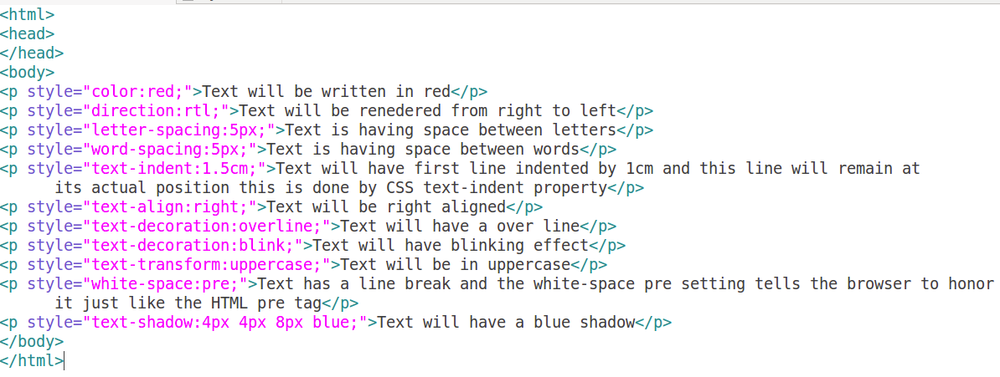 <html>
<head>
</head>
<body>
<p style="color:red;">Text will be written in red</p>
<p style="direction:rtl;">Text will be renedered from right to left</p>
<p style="letter-spacing:5px;">Text is having space between letters</p>
<p style="word-spacing:5px;">Text is having space between words</p>
<p style="text-indent:1.5cm;">Text will have first line indented by 1cm and this line will remain at
its actual position this is done by CSS text-indent property</p>
<p style="text-align:right;">Text will be right aligned</p>
<p style="text-decoration:overline;">Text will have a over line</p>
<p style="text-decoration:blink;">Text will have blinking effect</p>
<p style="text-transform:uppercase;">Text will be in uppercase</p>
<p style="white-space:pre;">Text has a line break and the white-space pre setting tells the browser to honor
it just like the HTML pre tag</p>
<p style="text-shadow:4px 4px 8px blue;">Text will have a blue shadow</p>
</body>
</html>